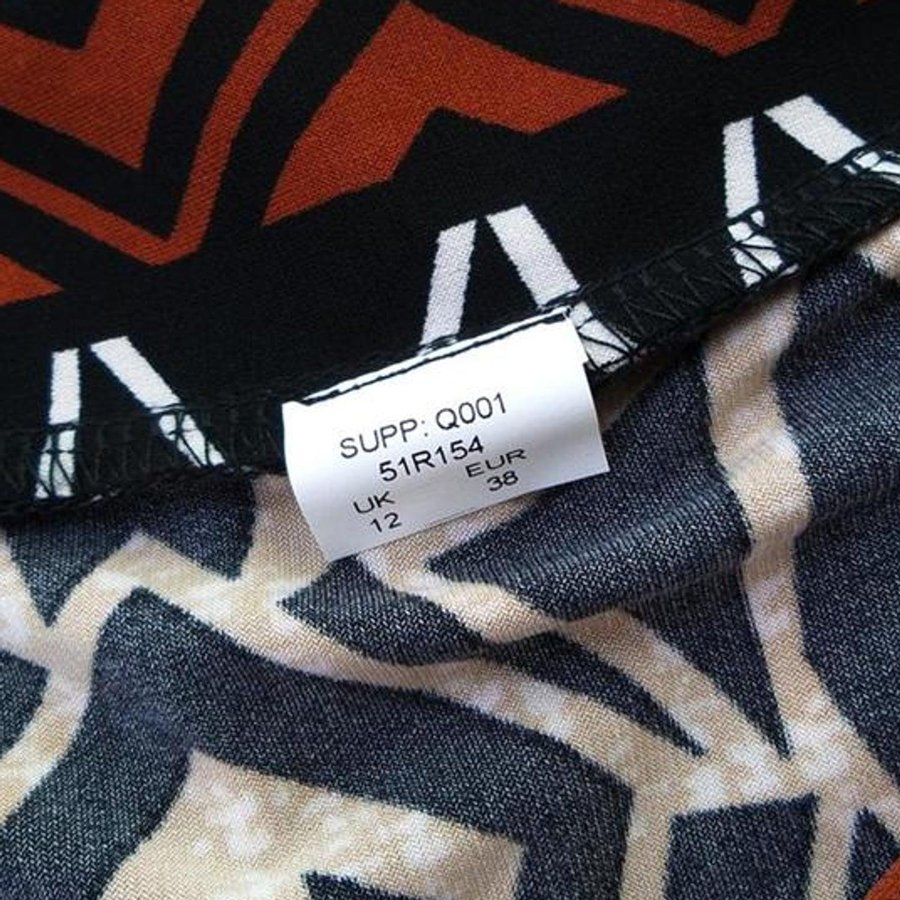 SUPP: Q001
51R154
UK EUR
12 38